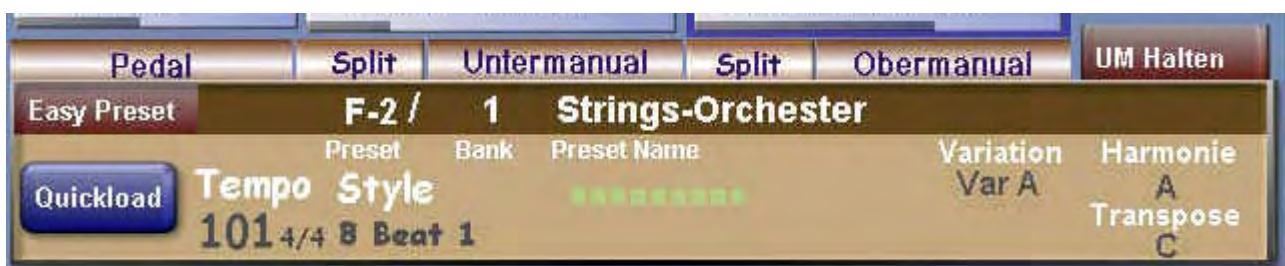 Pedal Split Untermanual Split Obermanual UM Halten
Easy Preset F-2 / 1 Strings-Orchester
Preset Bank Preset Name Variation Harmonie
Quickload Tempo Style Var A A
Transpose
101 4/4 8 Beat 1 C